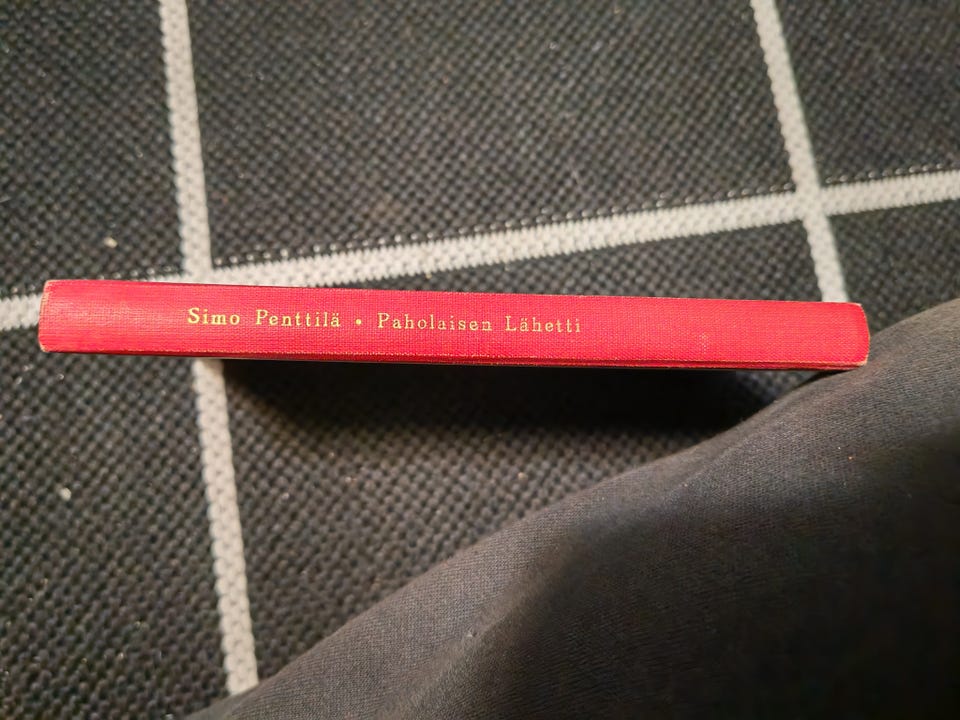 Simo Penttilä • Paholaisen Lähetti